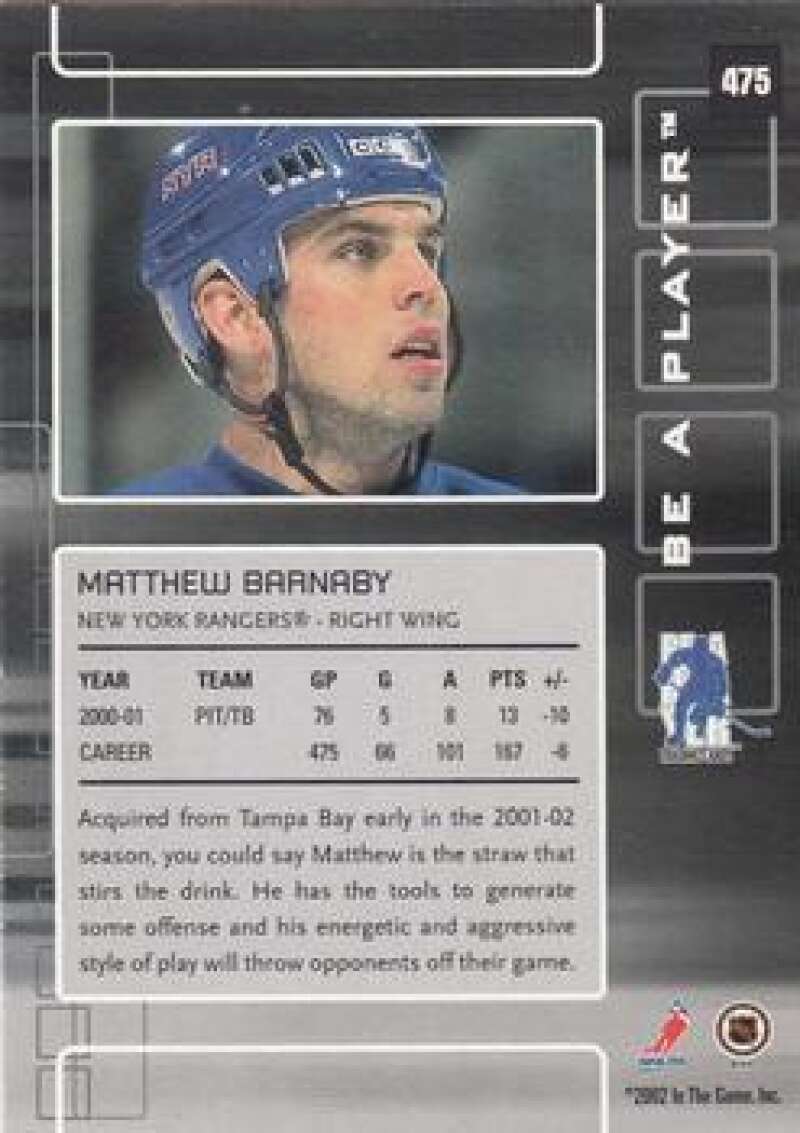 475
BE A PLAYER™
MATTHEW BARNABY
NEW YORK RANGERS® - RIGHT WING
YEAR TEAM GP G A PTS +/-
2000-01 PIT/TB 76 5 8 13 -10
CAREER 475 66 101 167 -6
Acquired from Tampa Bay early in the 2001-02
season, you could say Matthew is the straw that
stirs the drink. He has the tools to generate
some offense and his energetic and aggressive
style of play will throw opponents off their game.
©2002 In The Game, Inc.